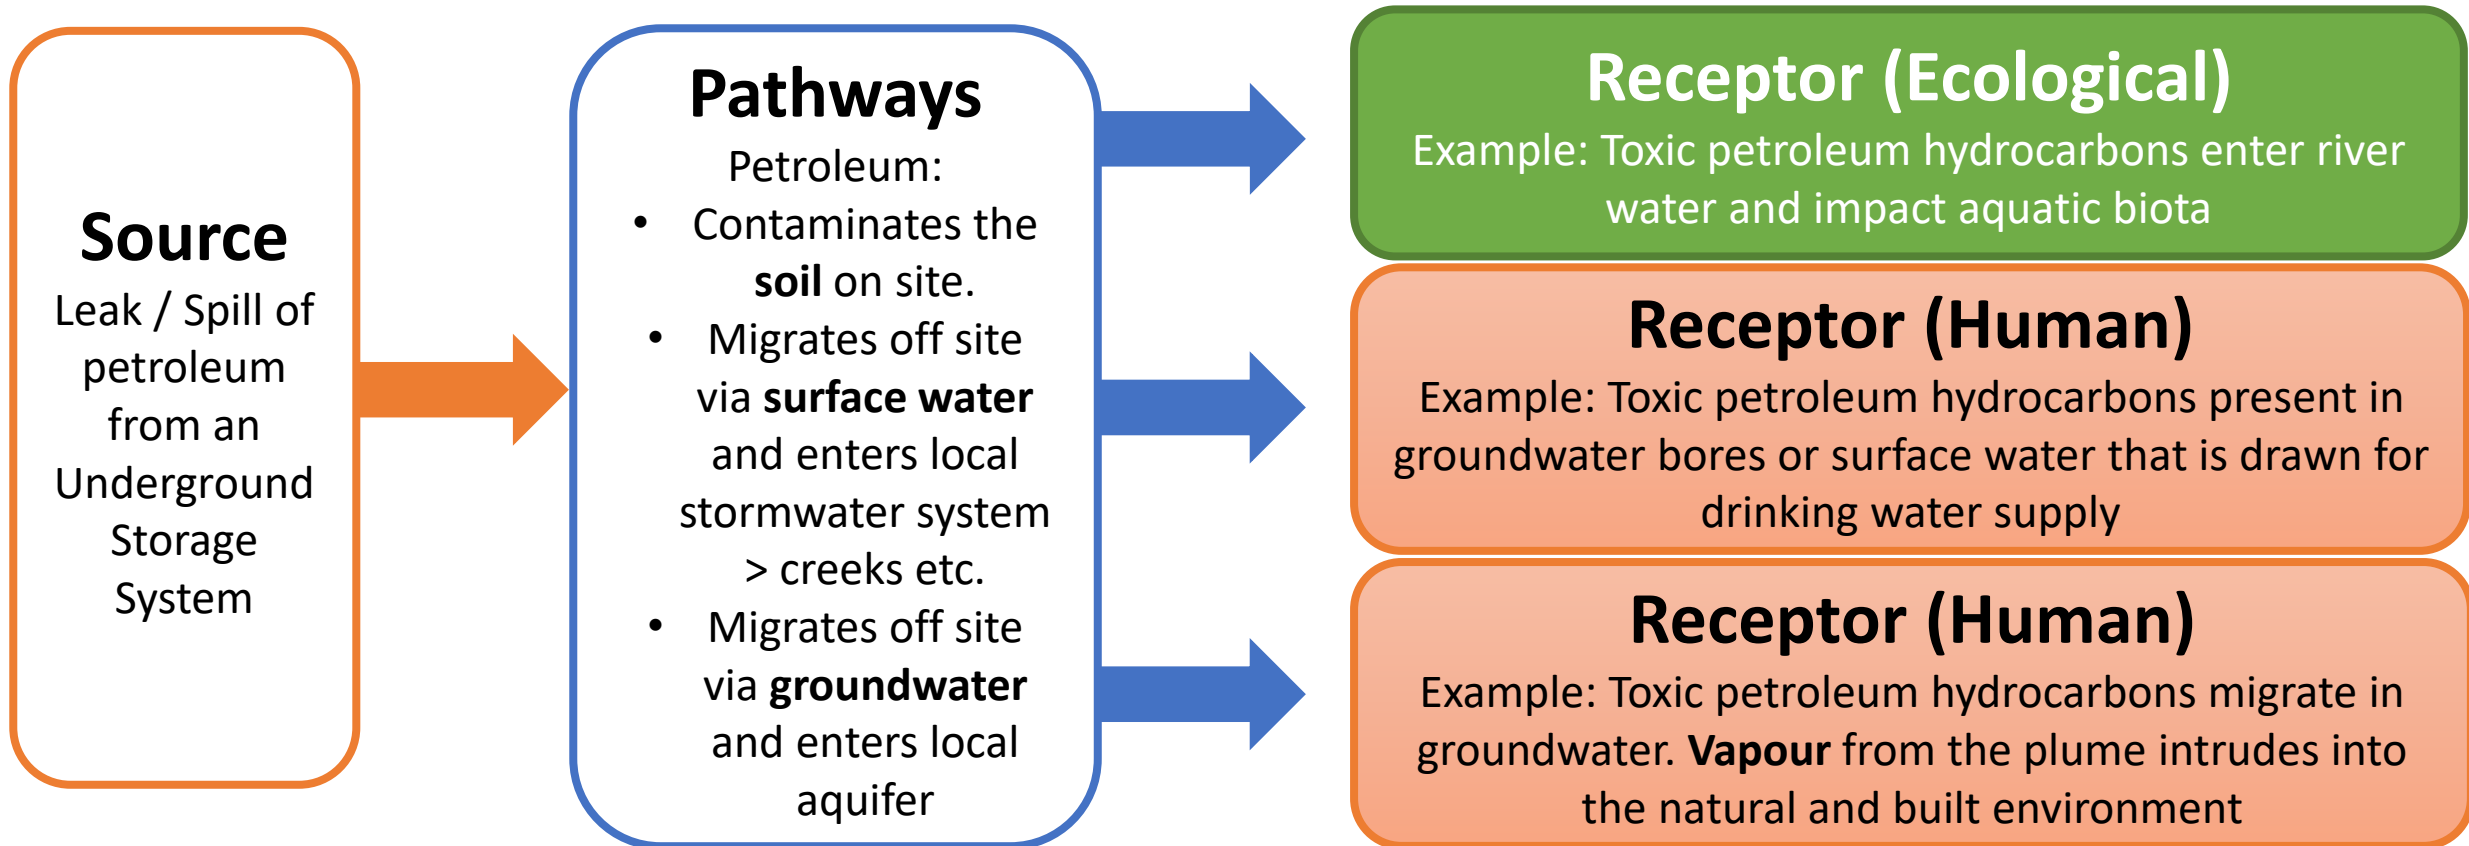 Source
Leak / Spill of
petroleum
from an
Underground
Storage
System
Pathways
Petroleum:
• Contaminates the
soil on site.
• Migrates off site
via surface water
and enters local
stormwater system
> creeks etc.
• Migrates off site
via groundwater
and enters local
aquifer
Receptor (Ecological)
Example: Toxic petroleum hydrocarbons enter river
water and impact aquatic biota
Receptor (Human)
Example: Toxic petroleum hydrocarbons present in
groundwater bores or surface water that is drawn for
drinking water supply
Receptor (Human)
Example: Toxic petroleum hydrocarbons migrate in
groundwater. Vapour from the plume intrudes into
the natural and built environment